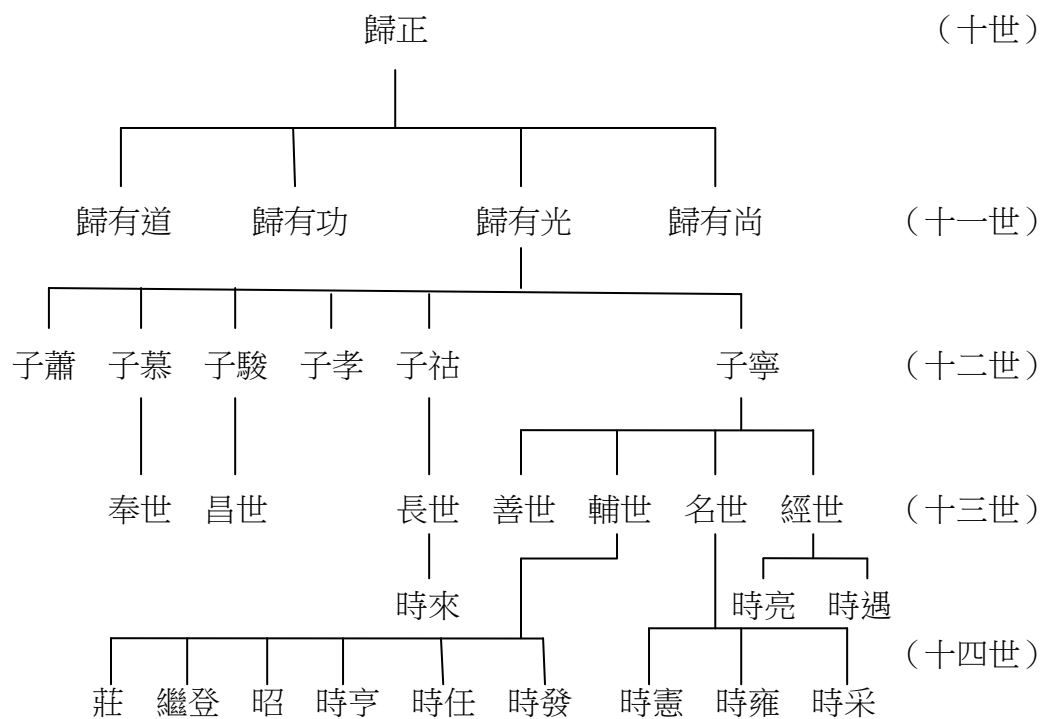 歸正 （十世）
歸有道 歸有功 歸有光 歸有尚 （十一世）
子蕭 子慕 子駿 子孝 子祜 子寧 （十二世）
奉世 昌世 長世 善世 輔世 名世 經世 （十三世）
時來 時亮 時遇
（十四世）
莊 繼登 昭 時亨 時任 時發 時憲 時雍 時采